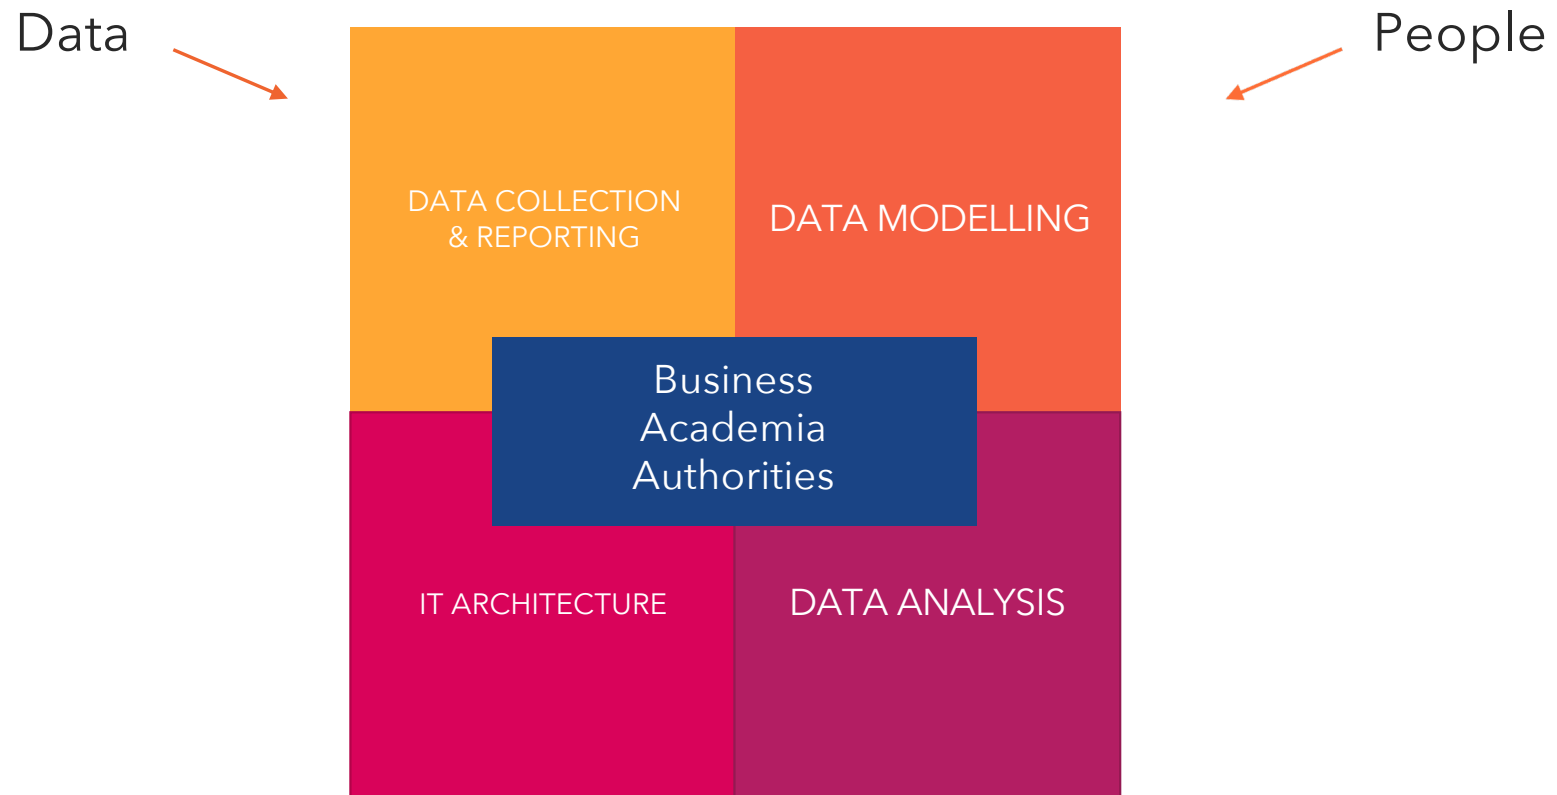 Data
People
DATA COLLECTION
& REPORTING
DATA MODELLING
Business
Academia
Authorities
IT ARCHITECTURE
DATA ANALYSIS